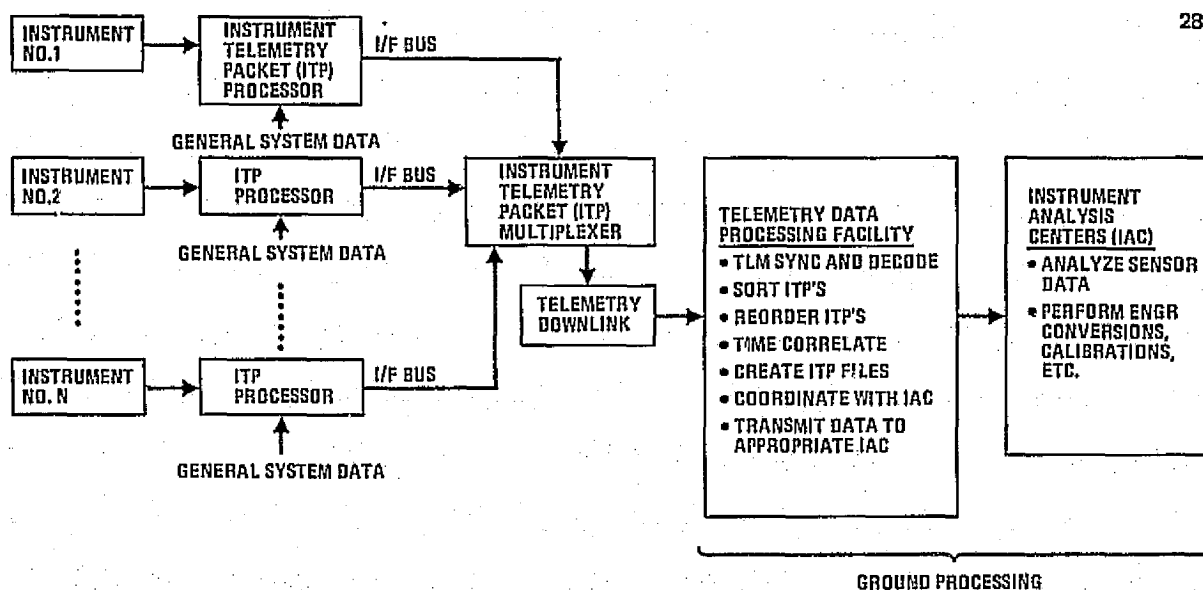 28
INSTRUMENT
NO.1
INSTRUMENT
TELEMETRY
PACKET (ITP)
PROCESSOR
I/F BUS
GENERAL SYSTEM DATA
INSTRUMENT
NO.2
ITP
PROCESSOR
I/F BUS
GENERAL SYSTEM DATA
INSTRUMENT
TELEMETRY
PACKET (ITP)
MULTIPLEXER
TELEMETRY
DOWNLINK
INSTRUMENT
NO. N
ITP
PROCESSOR
I/F BUS
GENERAL SYSTEM DATA
TELEMETRY DATA
PROCESSING FACILITY
• TLM SYNC AND DECODE
• SORT ITP'S
• REORDER ITP'S
• TIME CORRELATE
• CREATE ITP FILES
• COORDINATE WITH IAC
• TRANSMIT DATA TO
APPROPRIATE IAC
INSTRUMENT
ANALYSIS
CENTERS (IAC)
• ANALYZE SENSOR
DATA
• PERFORM ENGR
CONVERSIONS,
CALIBRATIONS,
ETC.
GROUND PROCESSING